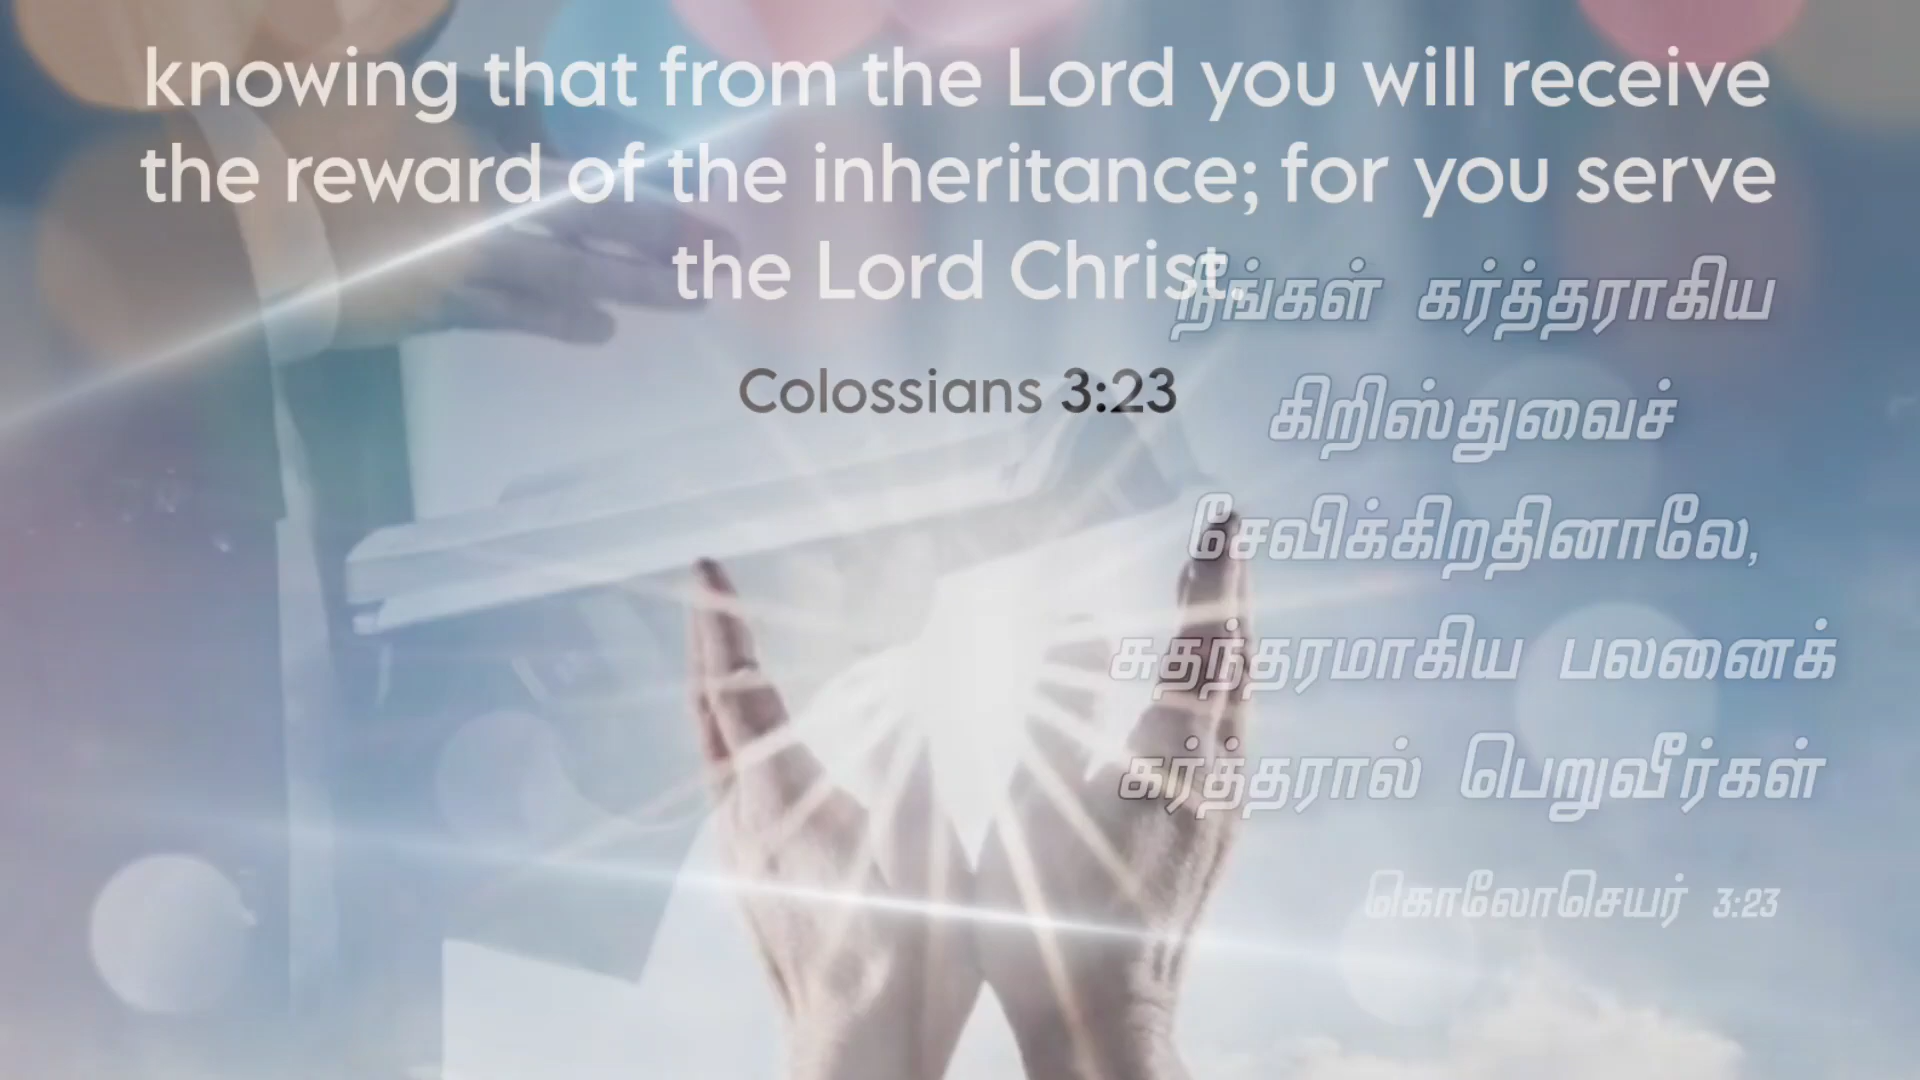 knowing that from the Lord you will receive
the reward of the inheritance; for you serve
the Lord Christ.
Colossians 3:23
நீங்கள் கர்த்தராகிய
கிறிஸ்துவைச்
சேவிக்கிறதினாலே,
சுதந்தரமாகிய பலனைக்
கர்த்தரால் பெறுவீர்கள்
கொலோசெயர் 3:23